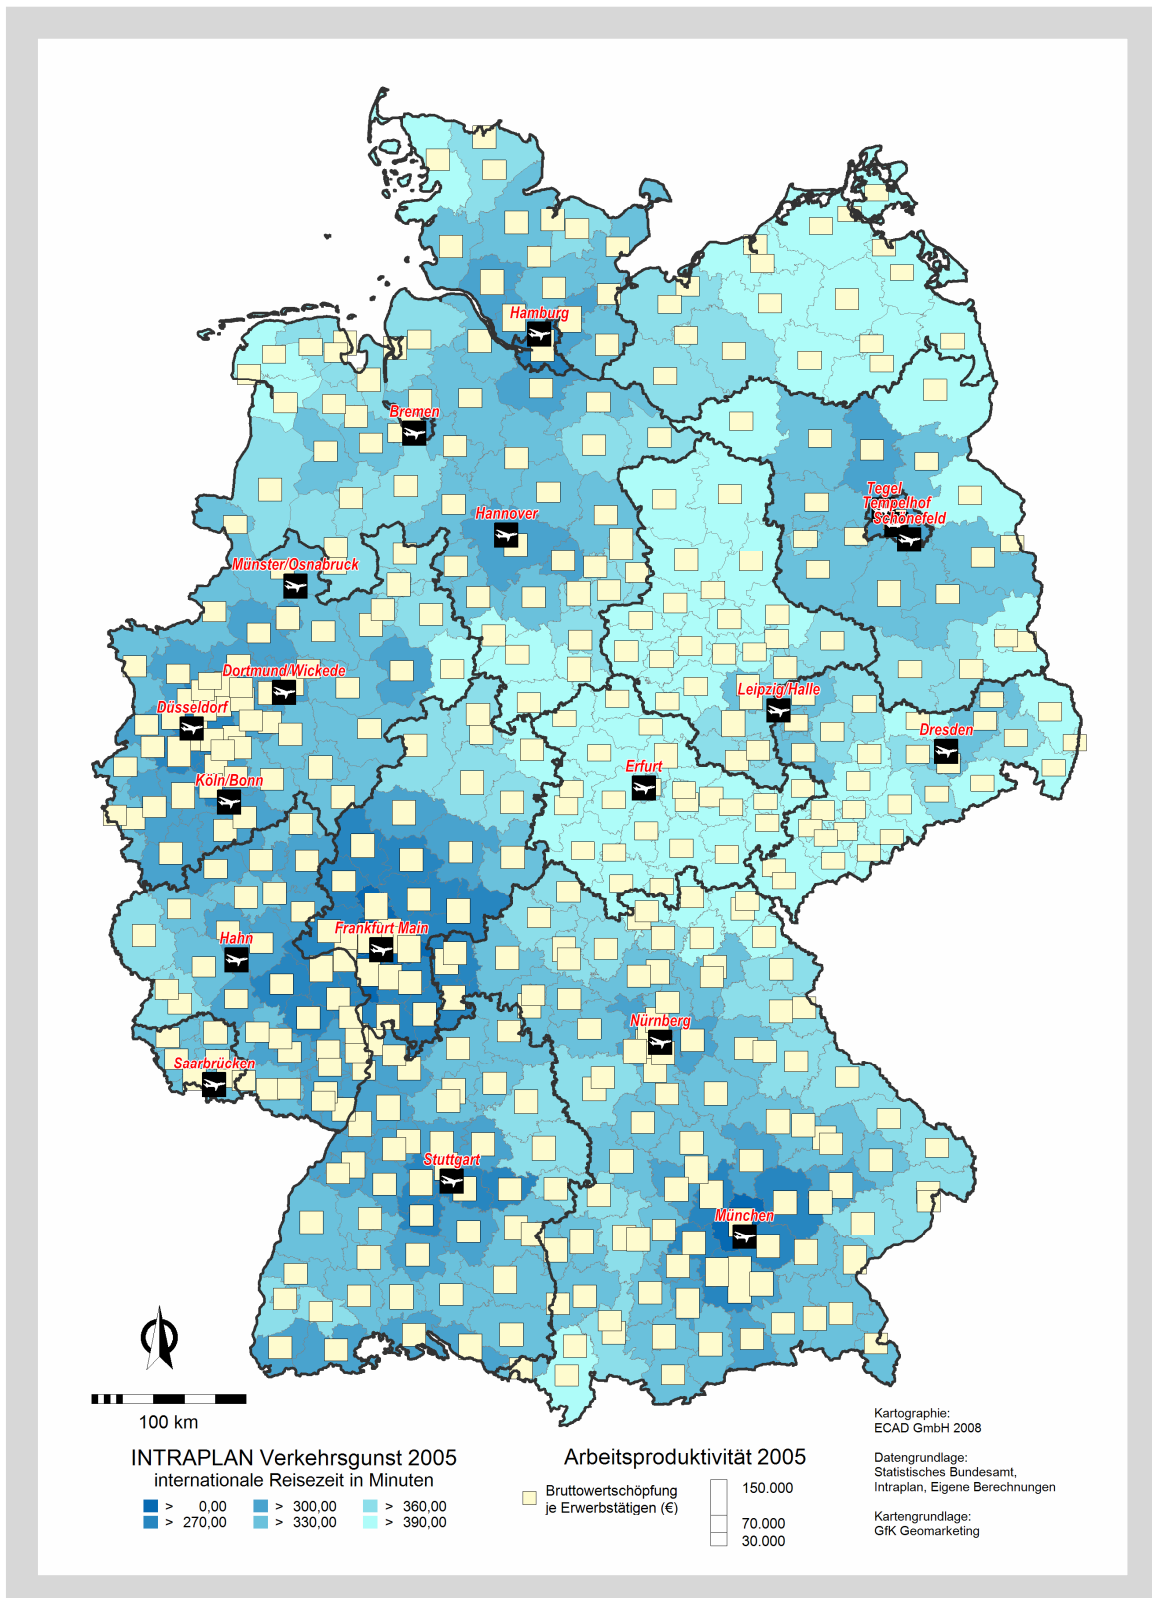 Hamburg
Bremen
Tegel
Tempelhof
Schönefeld
Hannover
Münster/Osnabruck
Dortmund/Wickede
Leipzig/Halle
Düsseldorf
Dresden
Erfurt
Köln/Bonn
Frankfurt Main
Hahn
Nürnberg
Saarbrücken
Stuttgart
München
100 km
INTRAPLAN Verkehrsgunst 2005
internationale Reisezeit in Minuten
> 0,00
> 270,00
> 300,00
> 330,00
> 360,00
> 390,00
Arbeitsproduktivität 2005
Bruttowertschöpfung
je Erwerbstätigen (€)
150.000
70.000
30.000
Kartographie:
ECAD GmbH 2008
Datengrundlage:
Statistisches Bundesamt,
Intraplan, Eigene Berechnungen
Kartengrundlage:
GfK Geomarketing